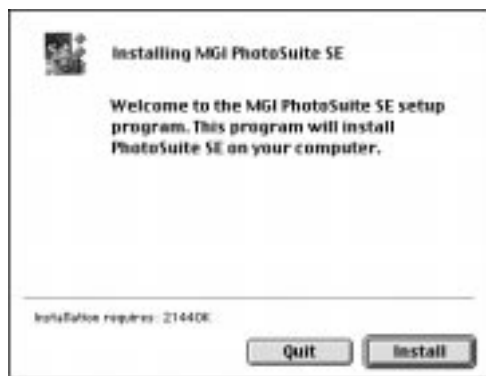 Installing MGI PhotoSuite SE
Welcome to the MGI PhotoSuite SE setup
program. This program will install
PhotoSuite SE on your computer.
Installation requires: 21440K
Quit
Install